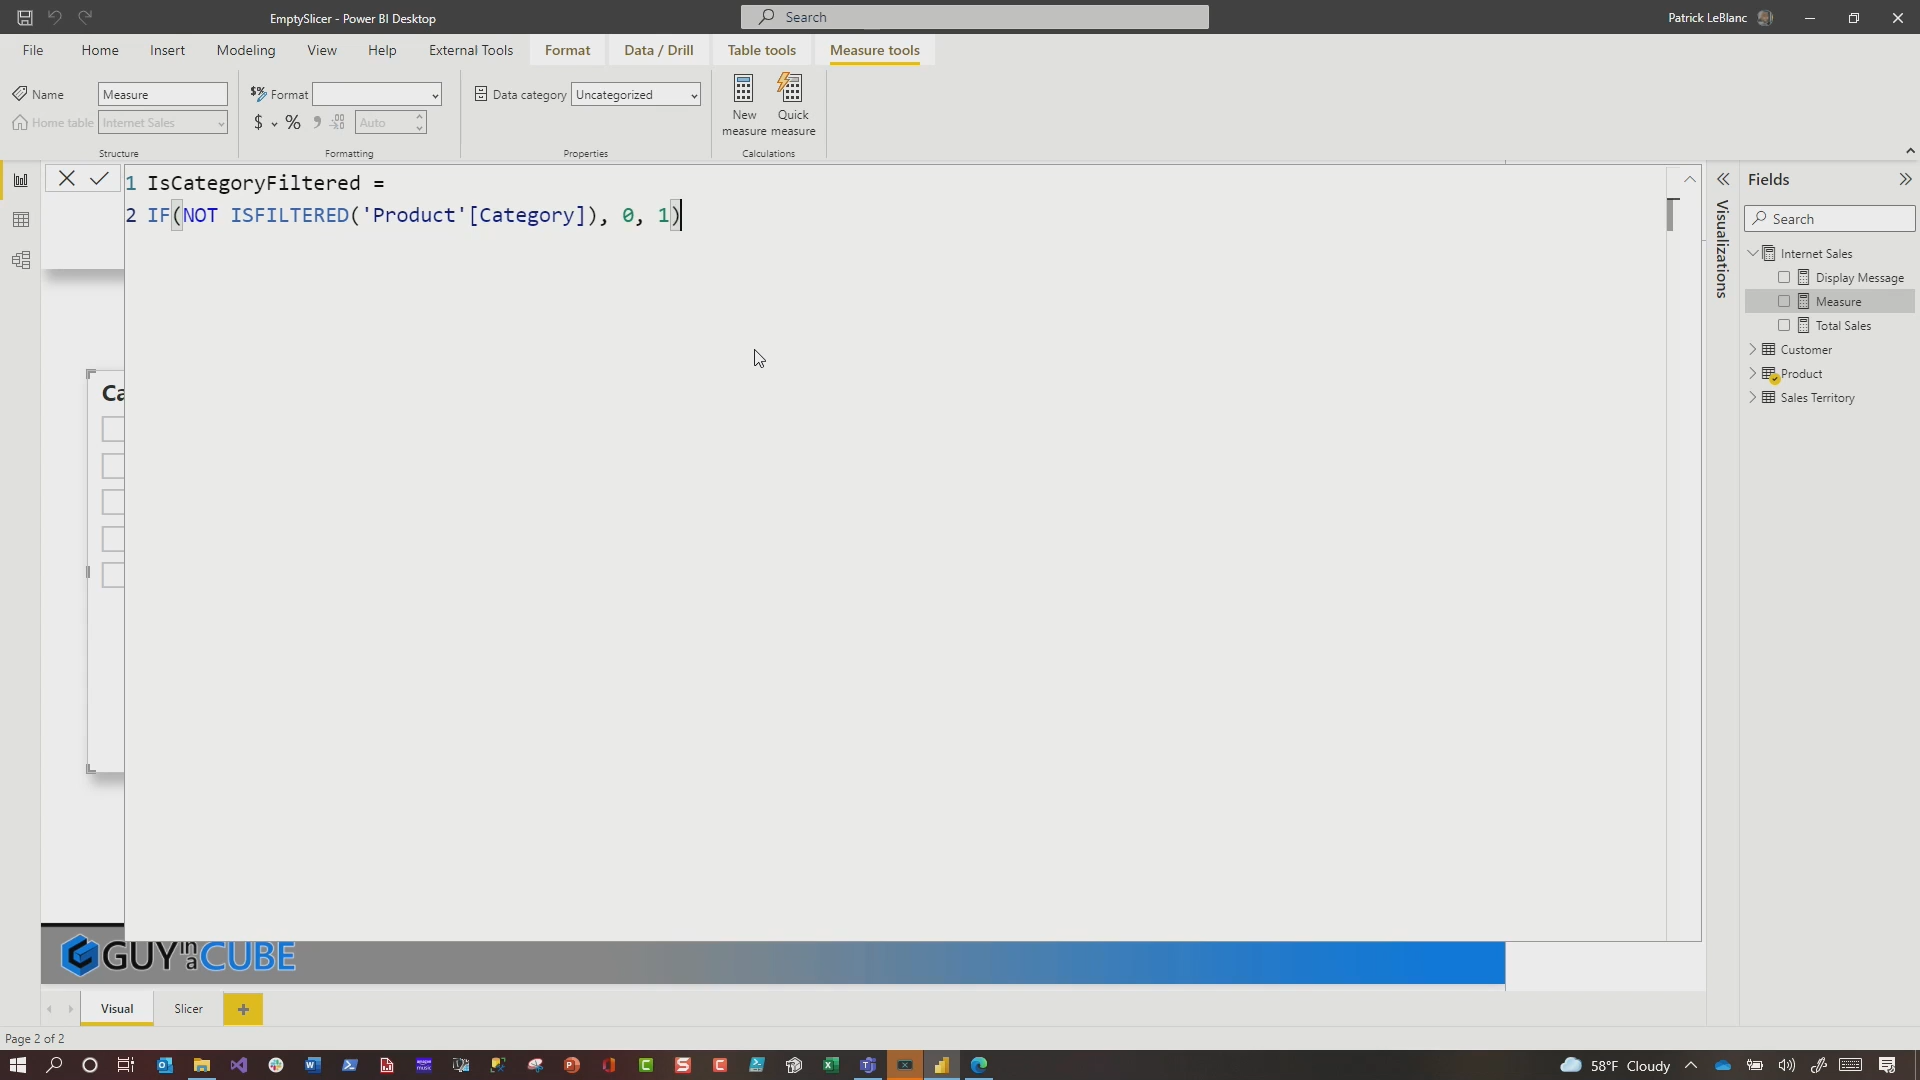 EmptySlicer - Power BI Desktop
Search
Patrick LeBlanc
File Home Insert Modeling View Help External Tools Format Data / Drill Table tools Measure tools
Name Measure
Home table Internet Sales
Structure
$% Format
$ % Auto
Formatting
Data category Uncategorized
Properties
New measure
Quick measure
Calculations
1 IsCategoryFiltered =
2 IF(NOT ISFILTERED('Product'[Category]), 0, 1)
Ca
Visualizations
Fields
Search
Internet Sales
Display Message
Measure
Total Sales
Customer
Product
Sales Territory
GUY in a CUBE
Visual Slicer +
Page 2 of 2
58°F Cloudy